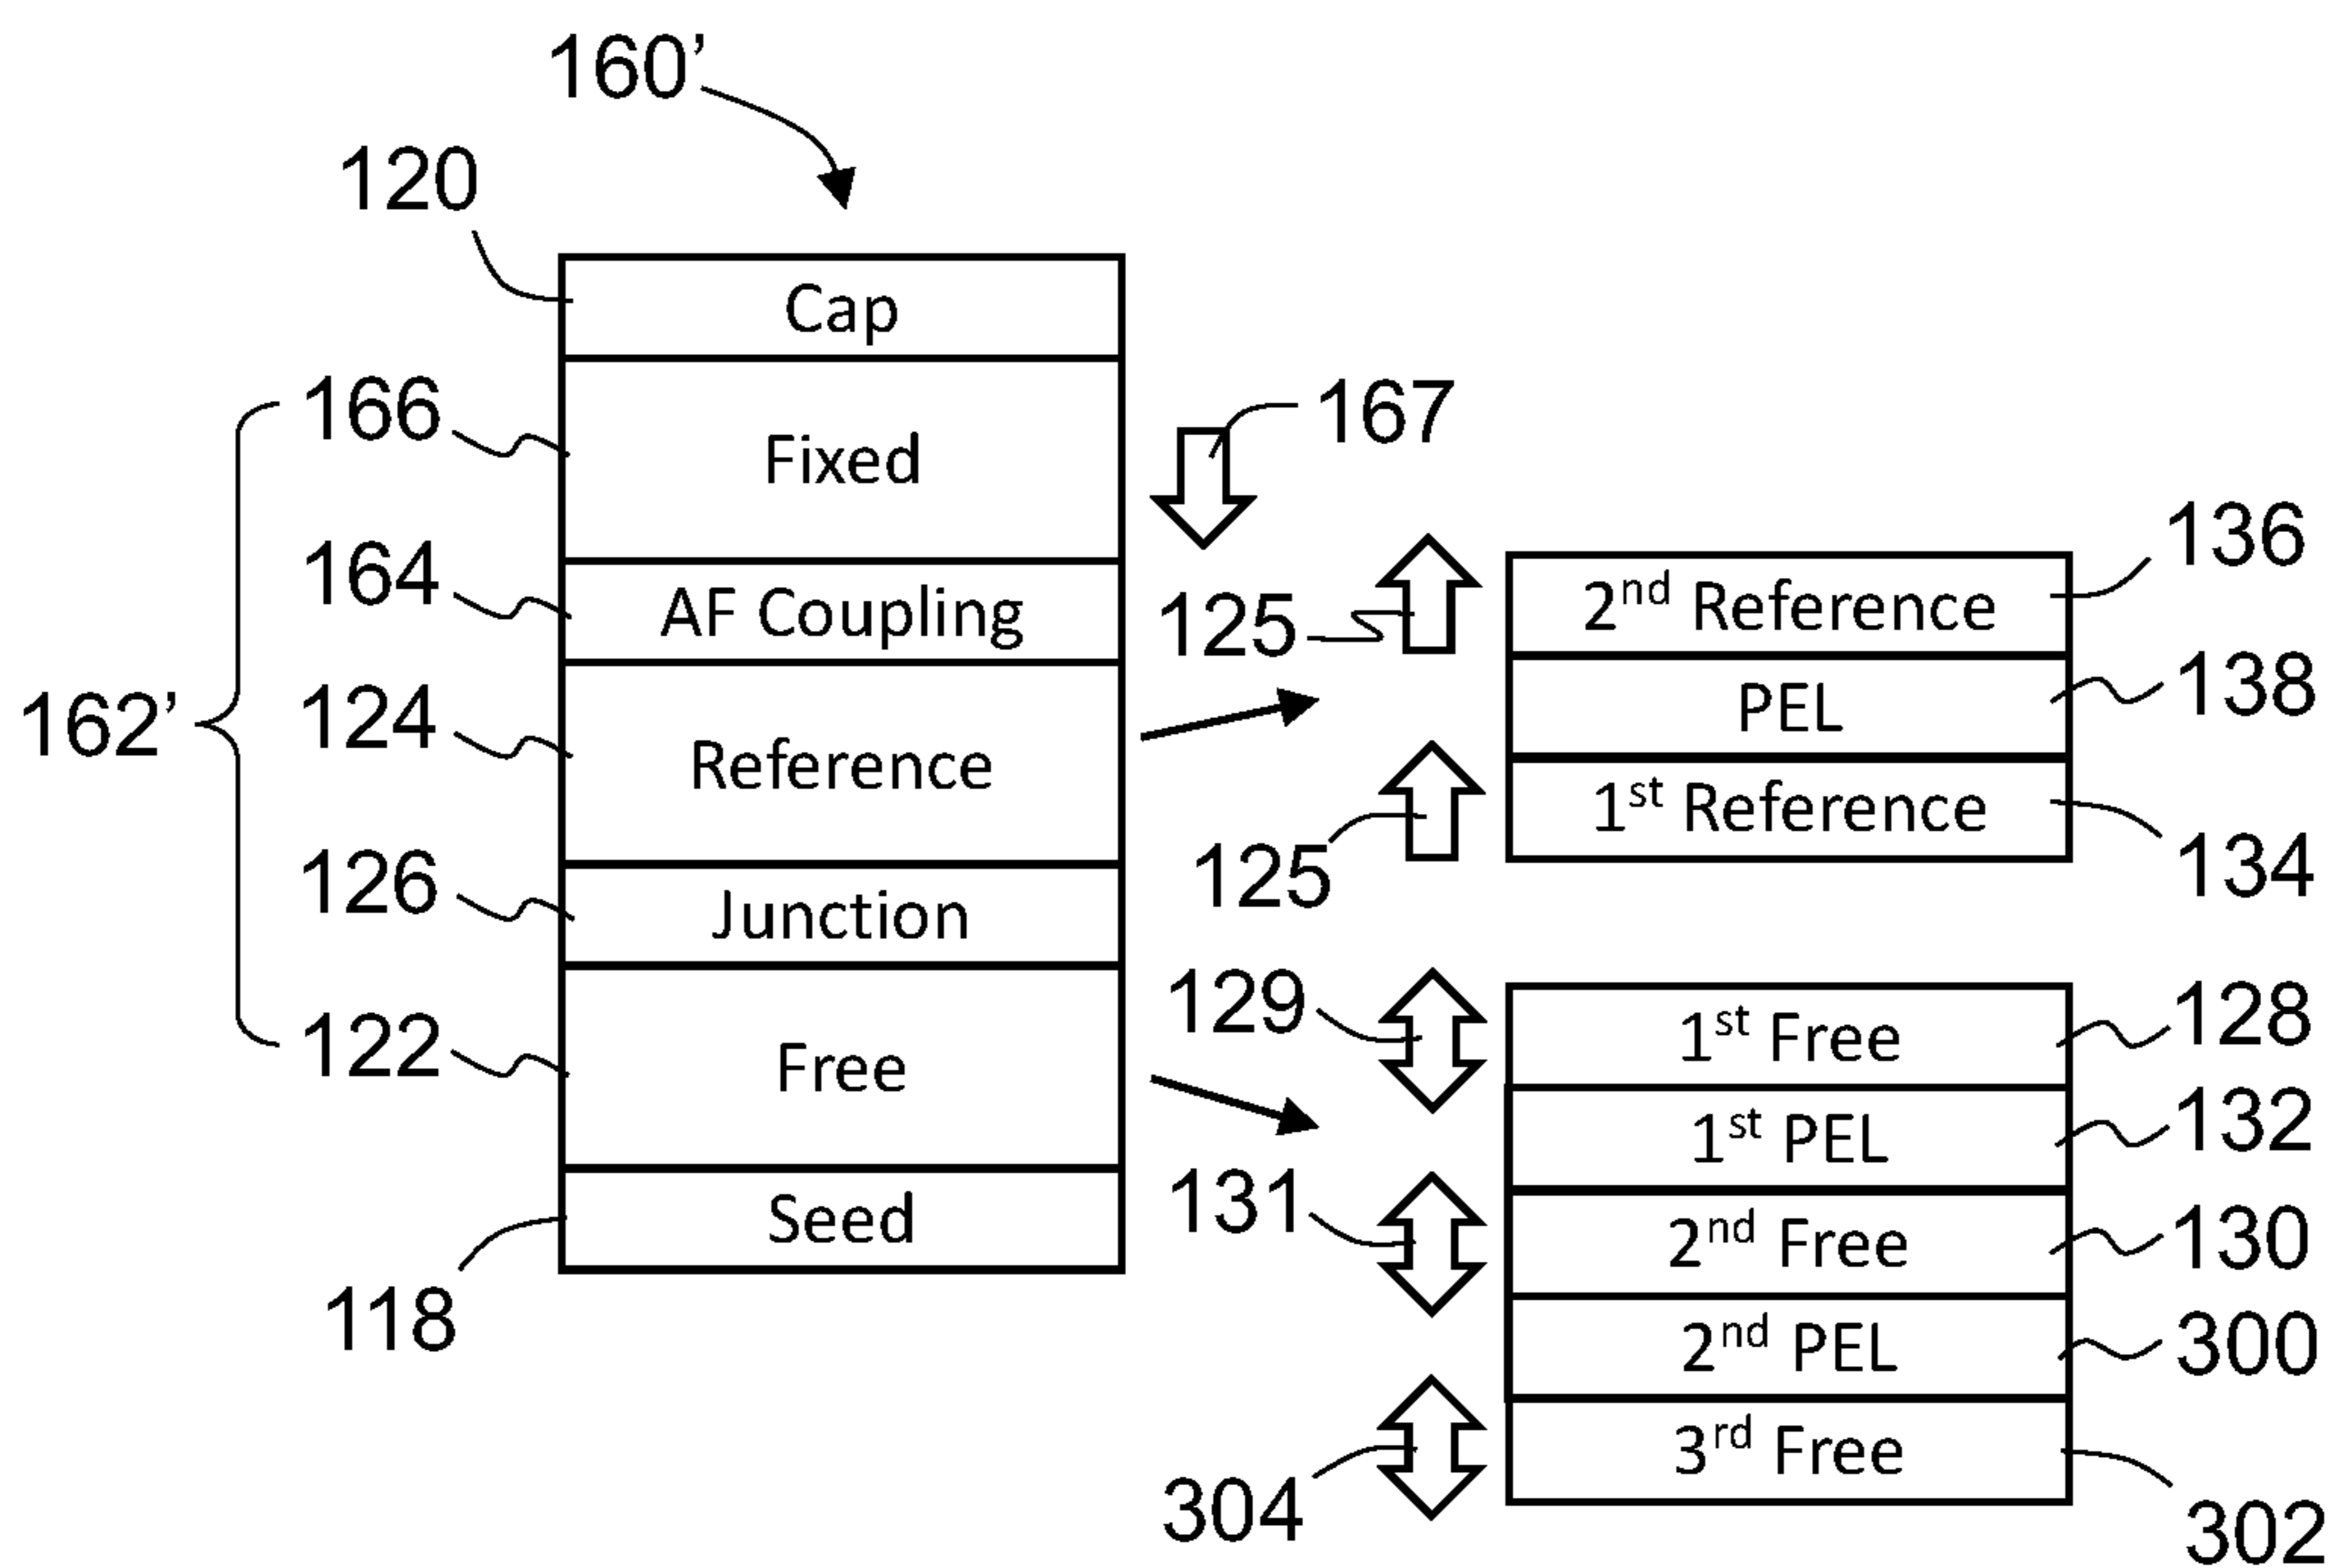 160’
120
Cap
166
Fixed
167
164
AF Coupling
125
2nd Reference
136
162’
124
Reference
PEL
138
125
1st Reference
134
126
Junction
129
1st Free
128
122
Free
1st PEL
132
118
Seed
131
2nd Free
130
2nd PEL
300
304
3rd Free
302